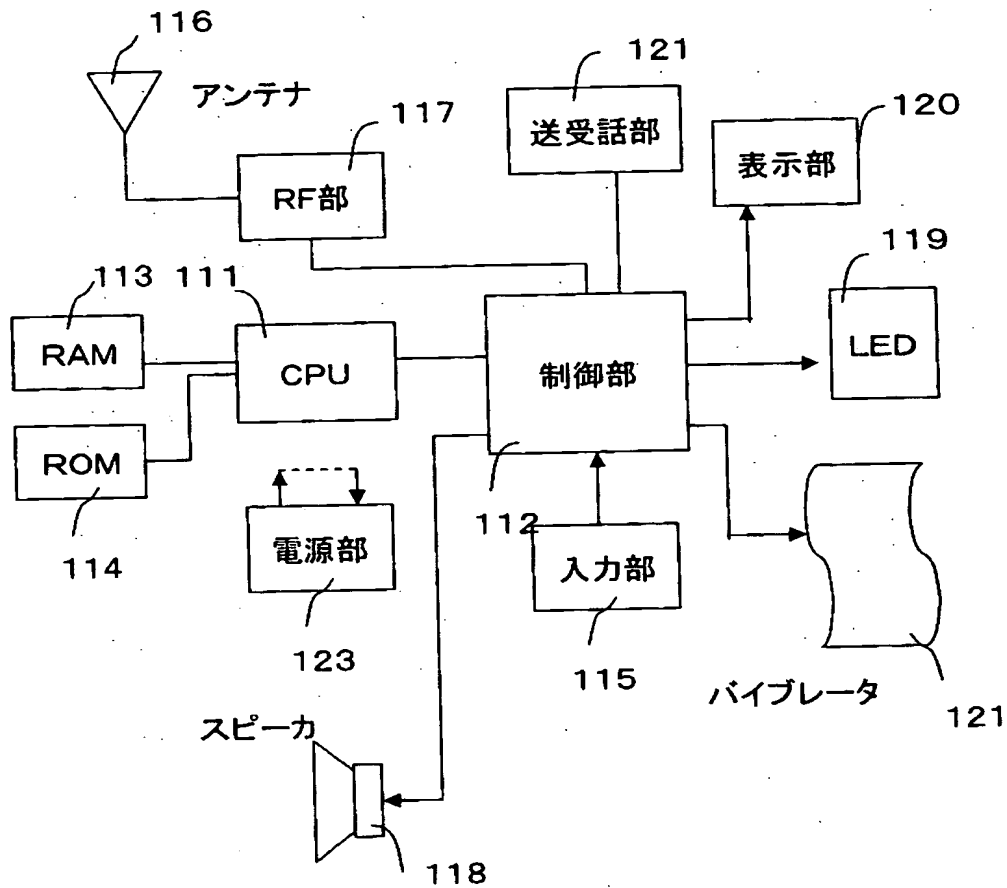 116
アンテナ
117
RF部
121
送受話部
120
表示部
119
LED
113
RAM
111
CPU
制御部
ROM
114
電源部
123
112
入力部
115
バイブレータ
121
スピーカ
118